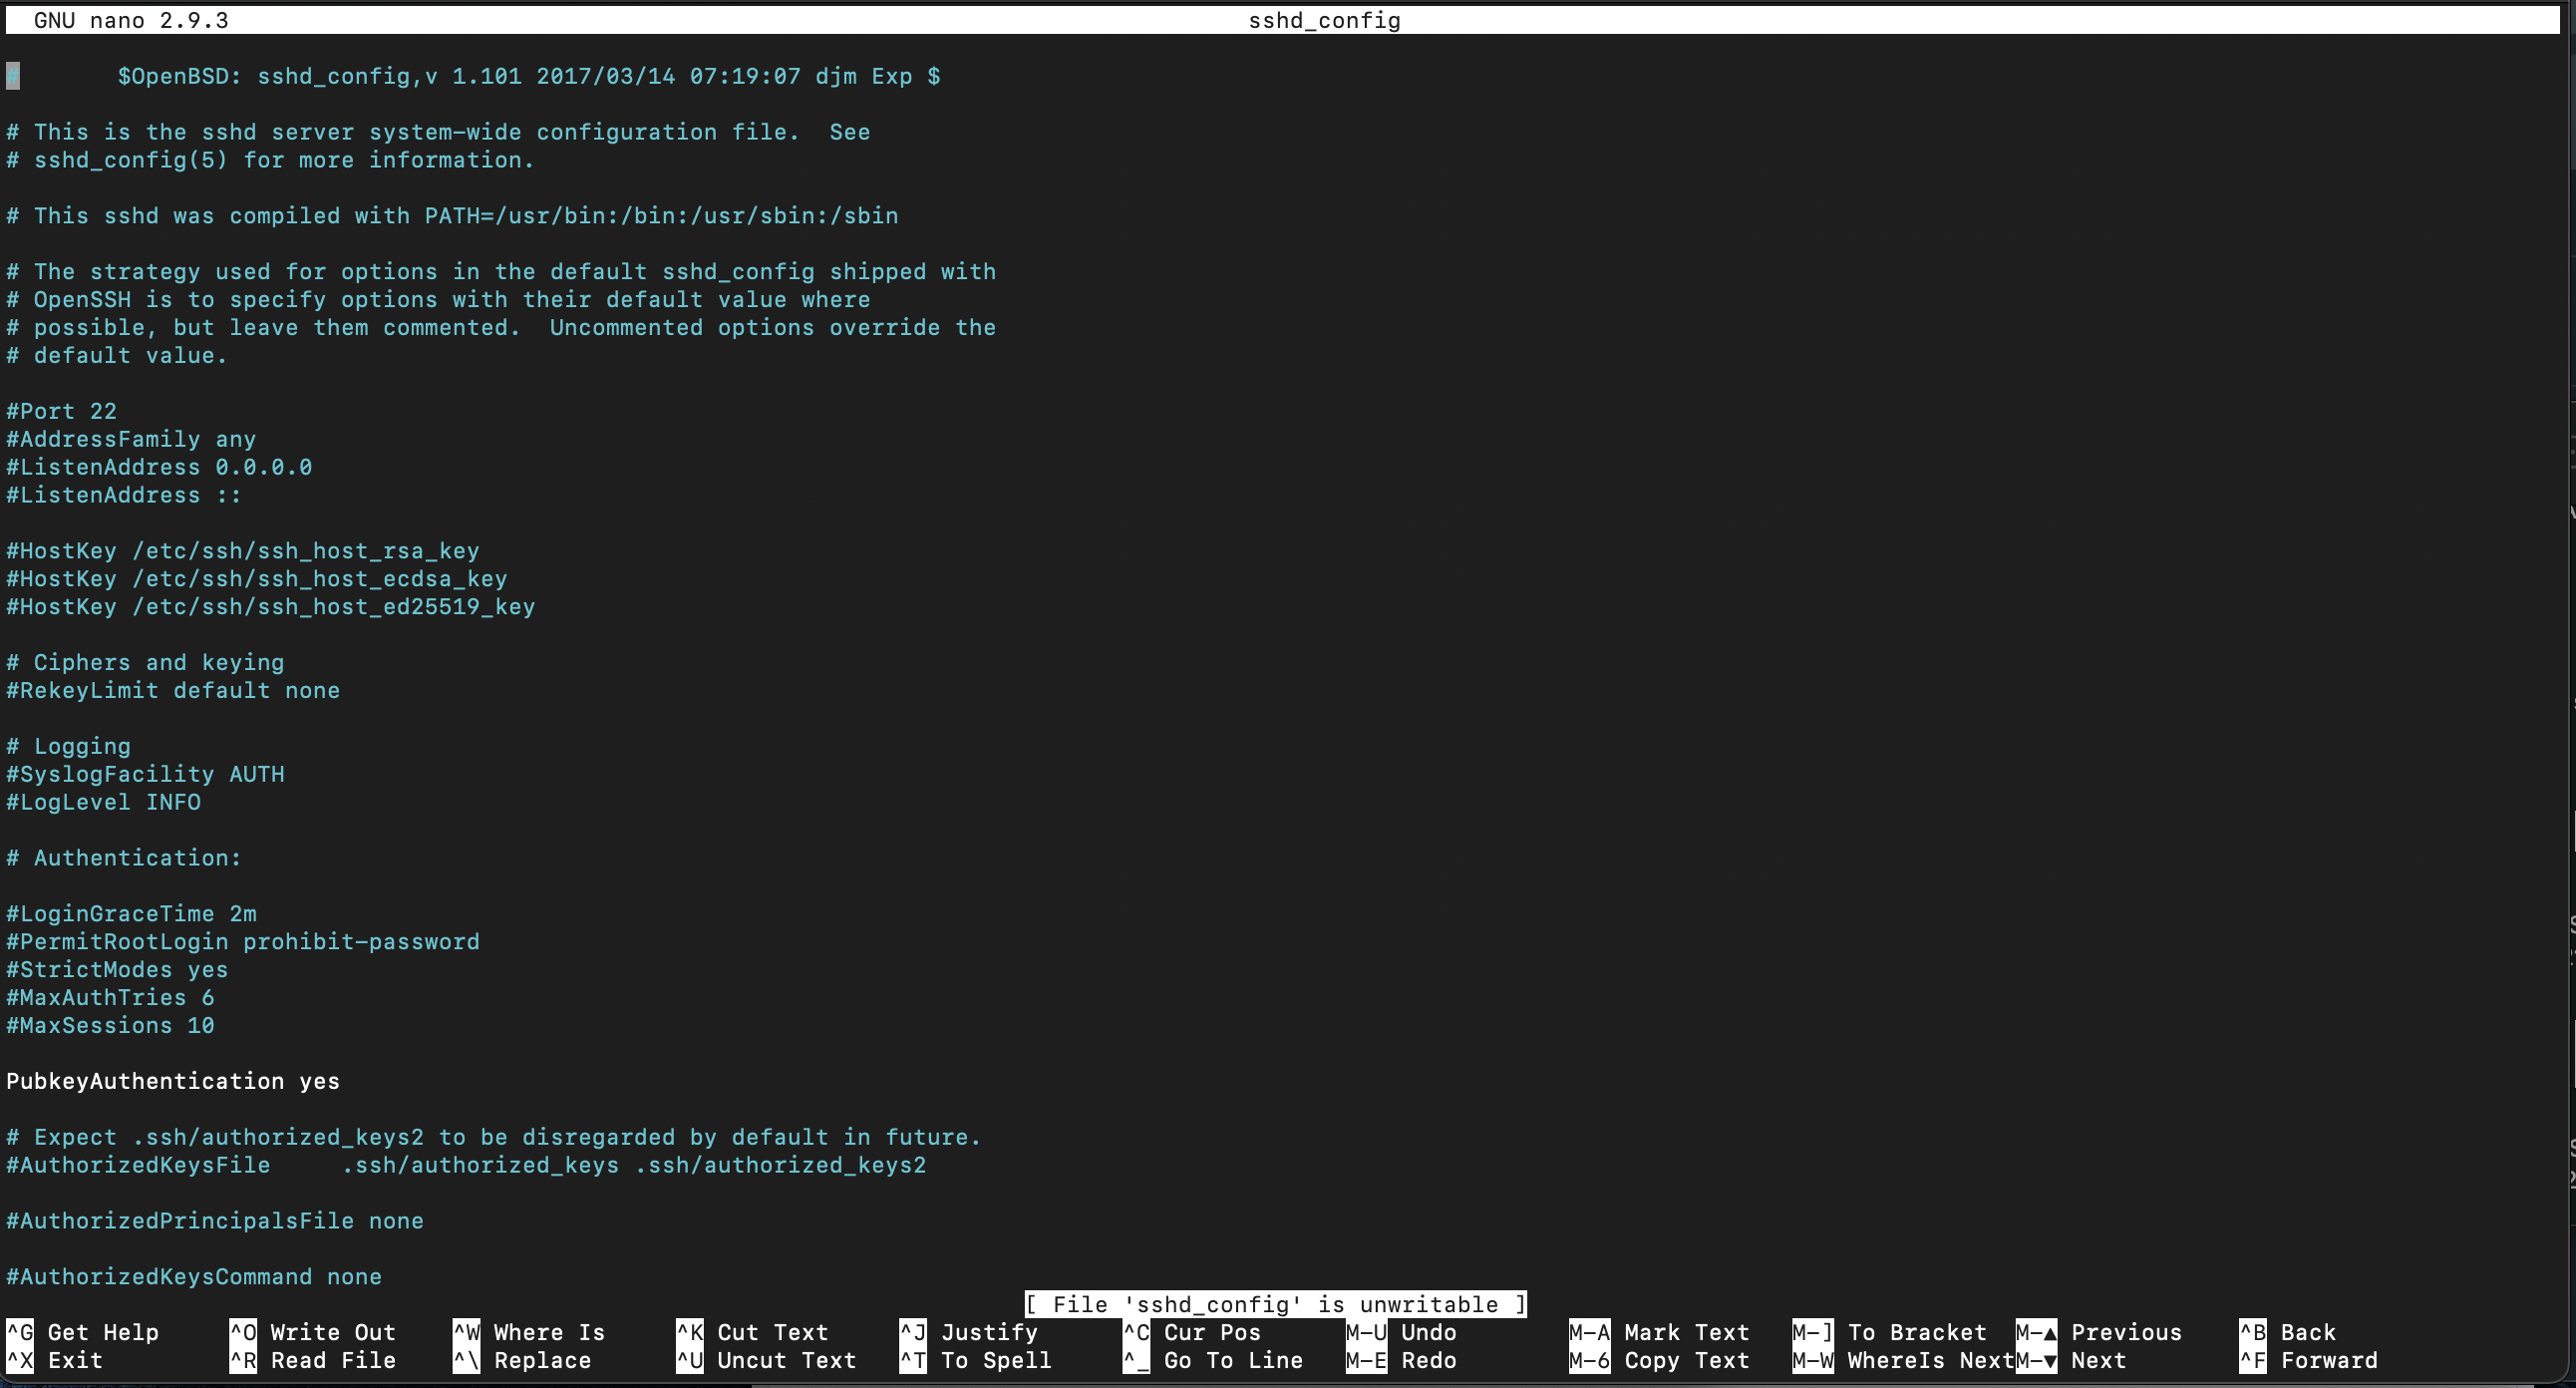 GNU nano 2.9.3 sshd_config
# $OpenBSD: sshd_config,v 1.101 2017/03/14 07:19:07 djm Exp $
# This is the sshd server system-wide configuration file.  See
# sshd_config(5) for more information.
# This sshd was compiled with PATH=/usr/bin:/bin:/usr/sbin:/sbin
# The strategy used for options in the default sshd_config shipped with
# OpenSSH is to specify options with their default value where
# possible, but leave them commented.  Uncommented options override the
# default value.
#Port 22
#AddressFamily any
#ListenAddress 0.0.0.0
#ListenAddress ::
#HostKey /etc/ssh/ssh_host_rsa_key
#HostKey /etc/ssh/ssh_host_ecdsa_key
#HostKey /etc/ssh/ssh_host_ed25519_key
# Ciphers and keying
#RekeyLimit default none
# Logging
#SyslogFacility AUTH
#LogLevel INFO
# Authentication:
#LoginGraceTime 2m
#PermitRootLogin prohibit-password
#StrictModes yes
#MaxAuthTries 6
#MaxSessions 10
PubkeyAuthentication yes
# Expect .ssh/authorized_keys2 to be disregarded by default in future.
#AuthorizedKeysFile     .ssh/authorized_keys .ssh/authorized_keys2
#AuthorizedPrincipalsFile none
#AuthorizedKeysCommand none
[ File 'sshd_config' is unwritable ]
^G Get Help ^O Write Out ^W Where Is ^K Cut Text ^J Justify ^C Cur Pos M-U Undo M-A Mark Text M-] To Bracket M-▲ Previous ^B Back
^X Exit ^R Read File ^\ Replace ^U Uncut Text ^T To Spell ^_ Go To Line M-E Redo M-6 Copy Text M-W WhereIs Next M-▼ Next ^F Forward